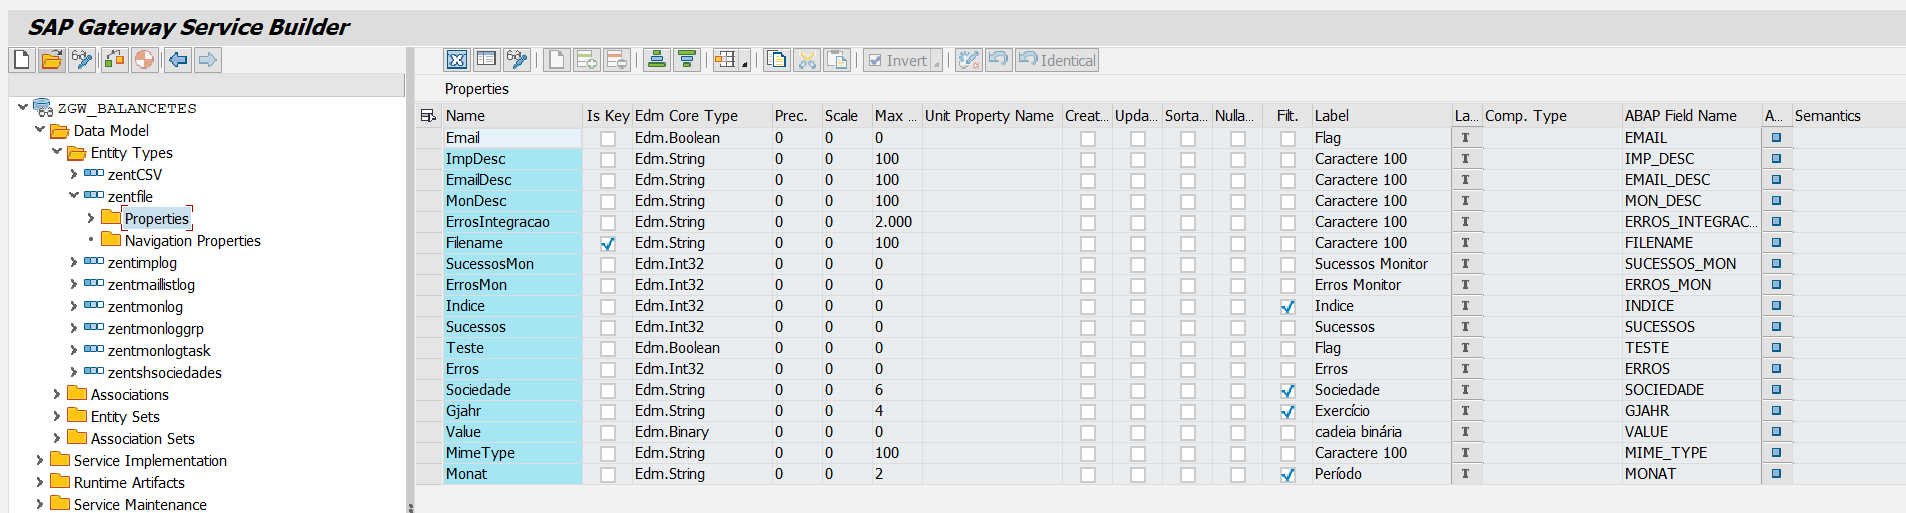 SAP Gateway Service Builder
Invert
Identical
ZGW_BALANCETES
Data Model
Entity Types
zentCSV
zentfile
Properties
Navigation Properties
zentimplog
zentmaillistlog
zentmonlog
zentmonloggrp
zentmonlogtask
zentshsociedades
Associations
Entity Sets
Association Sets
Service Implementation
Runtime Artifacts
Service Maintenance
Properties
Name Is Key Edm Core Type Prec. Scale Max ... Unit Property Name Creat... Upda... Sorta... Nulla... Filt. Label La... Comp. Type ABAP Field Name A... Semantics
Email Edm.Boolean 0 0 0 Flag T EMAIL
ImpDesc Edm.String 0 0 100 Caractere 100 T IMP_DESC
EmailDesc Edm.String 0 0 100 Caractere 100 T EMAIL_DESC
MonDesc Edm.String 0 0 100 Caractere 100 T MON_DESC
ErrosIntegracao Edm.String 0 0 2.000 Caractere 100 T ERROS_INTEGRAC...
Filename Edm.String 0 0 100 Caractere 100 T FILENAME
SucessosMon Edm.Int32 0 0 0 Sucessos Monitor T SUCESSOS_MON
ErrosMon Edm.Int32 0 0 0 Erros Monitor T ERROS_MON
Indice Edm.Int32 0 0 0 Indice T INDICE
Sucessos Edm.Int32 0 0 0 Sucessos T SUCESSOS
Teste Edm.Boolean 0 0 0 Flag T TESTE
Erros Edm.Int32 0 0 0 Erros T ERROS
Sociedade Edm.String 0 0 6 Sociedade T SOCIEDADE
Gjahr Edm.String 0 0 4 Exercício T GJAHR
Value Edm.Binary 0 0 0 cadeia binária T VALUE
MimeType Edm.String 0 0 100 Caractere 100 T MIME_TYPE
Monat Edm.String 0 0 2 Período T MONAT